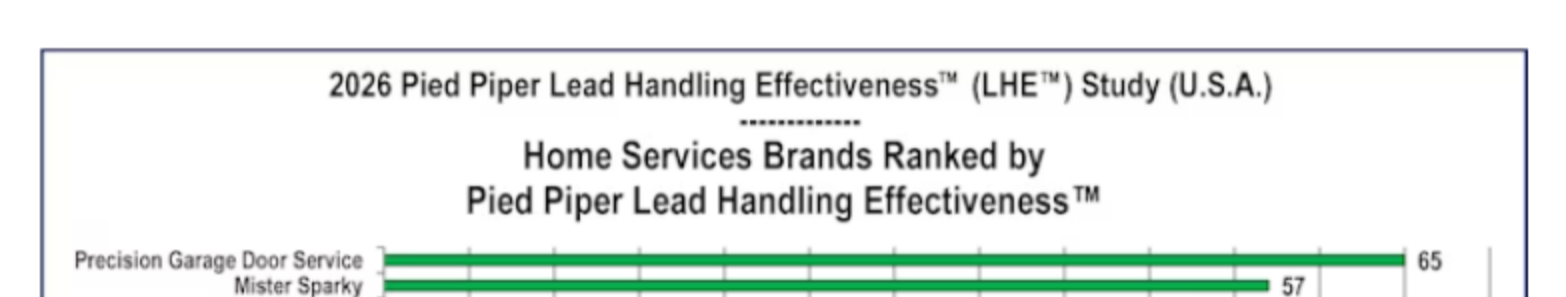 2026 Pied Piper Lead Handling Effectiveness™ (LHE™) Study (U.S.A.)
-------------
Home Services Brands Ranked by
Pied Piper Lead Handling Effectiveness™
Precision Garage Door Service 65
Mister Sparky 57